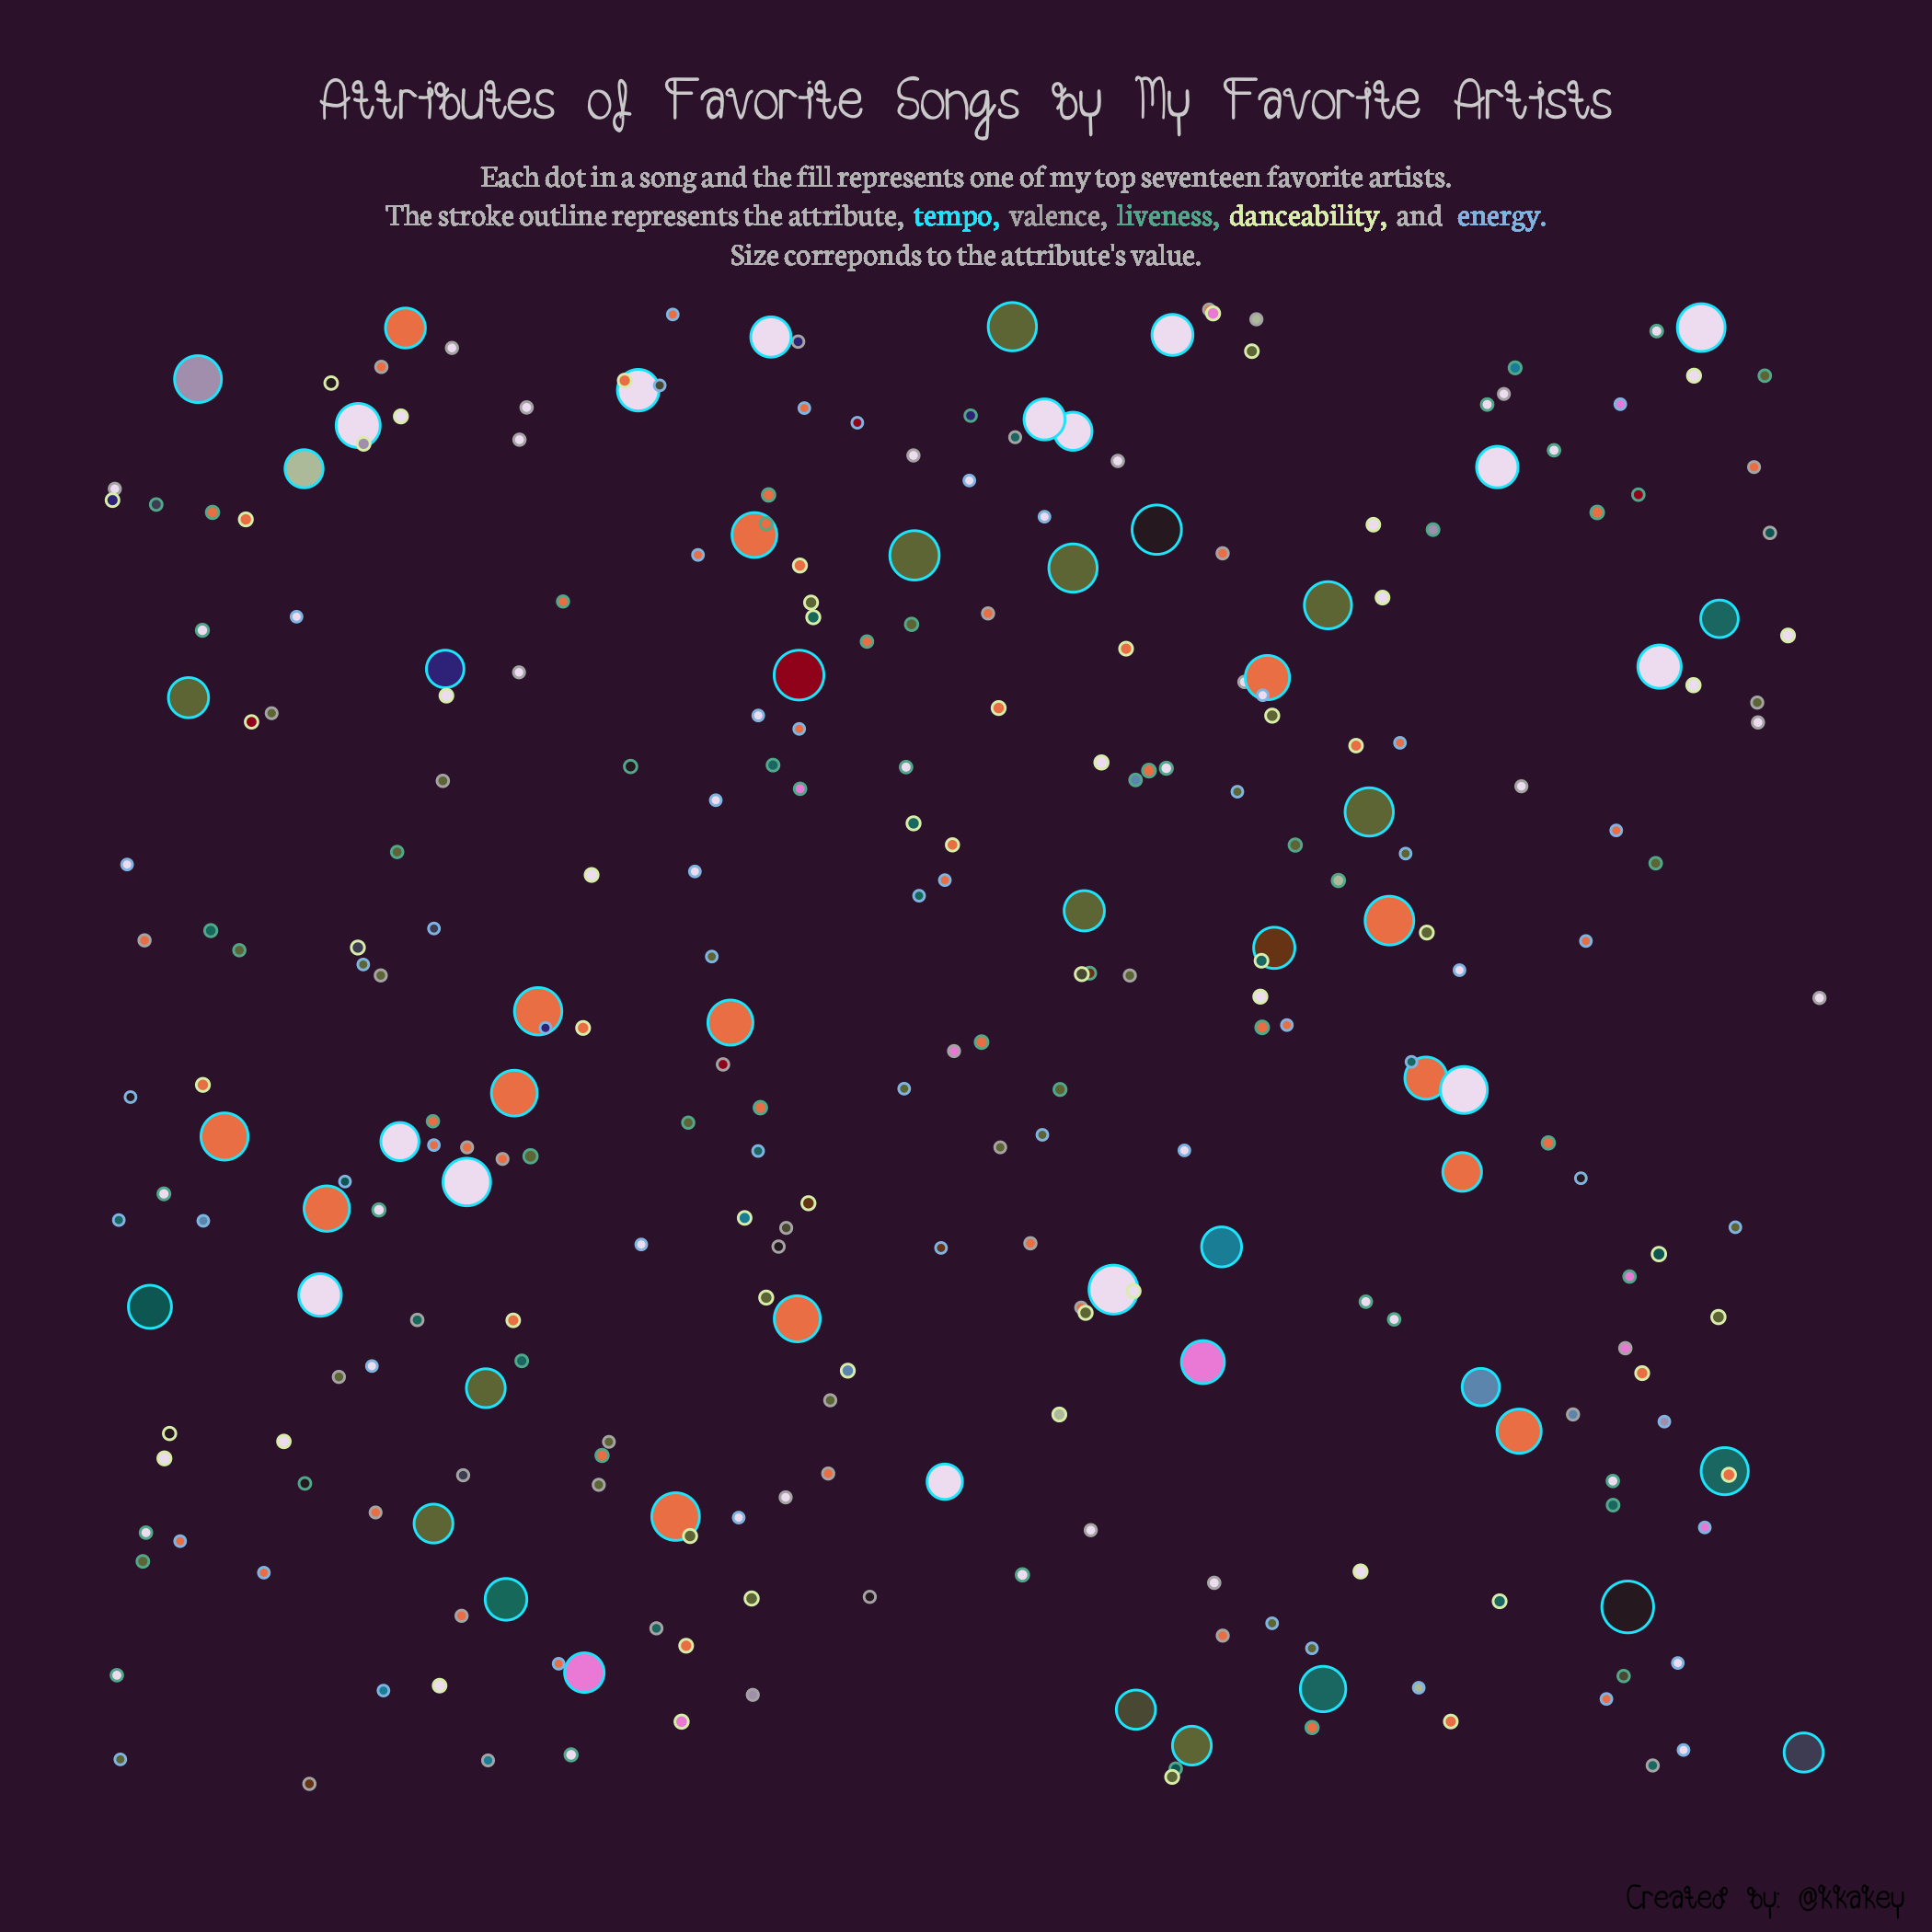 Attributes of Favorite Songs by My Favorite Artists
Each dot in a song and the fill represents one of my top seventeen favorite artists.
The stroke outline represents the attribute, tempo, valence, liveness, danceability, and energy.
Size correponds to the attribute's value.
Created by: @kkakey